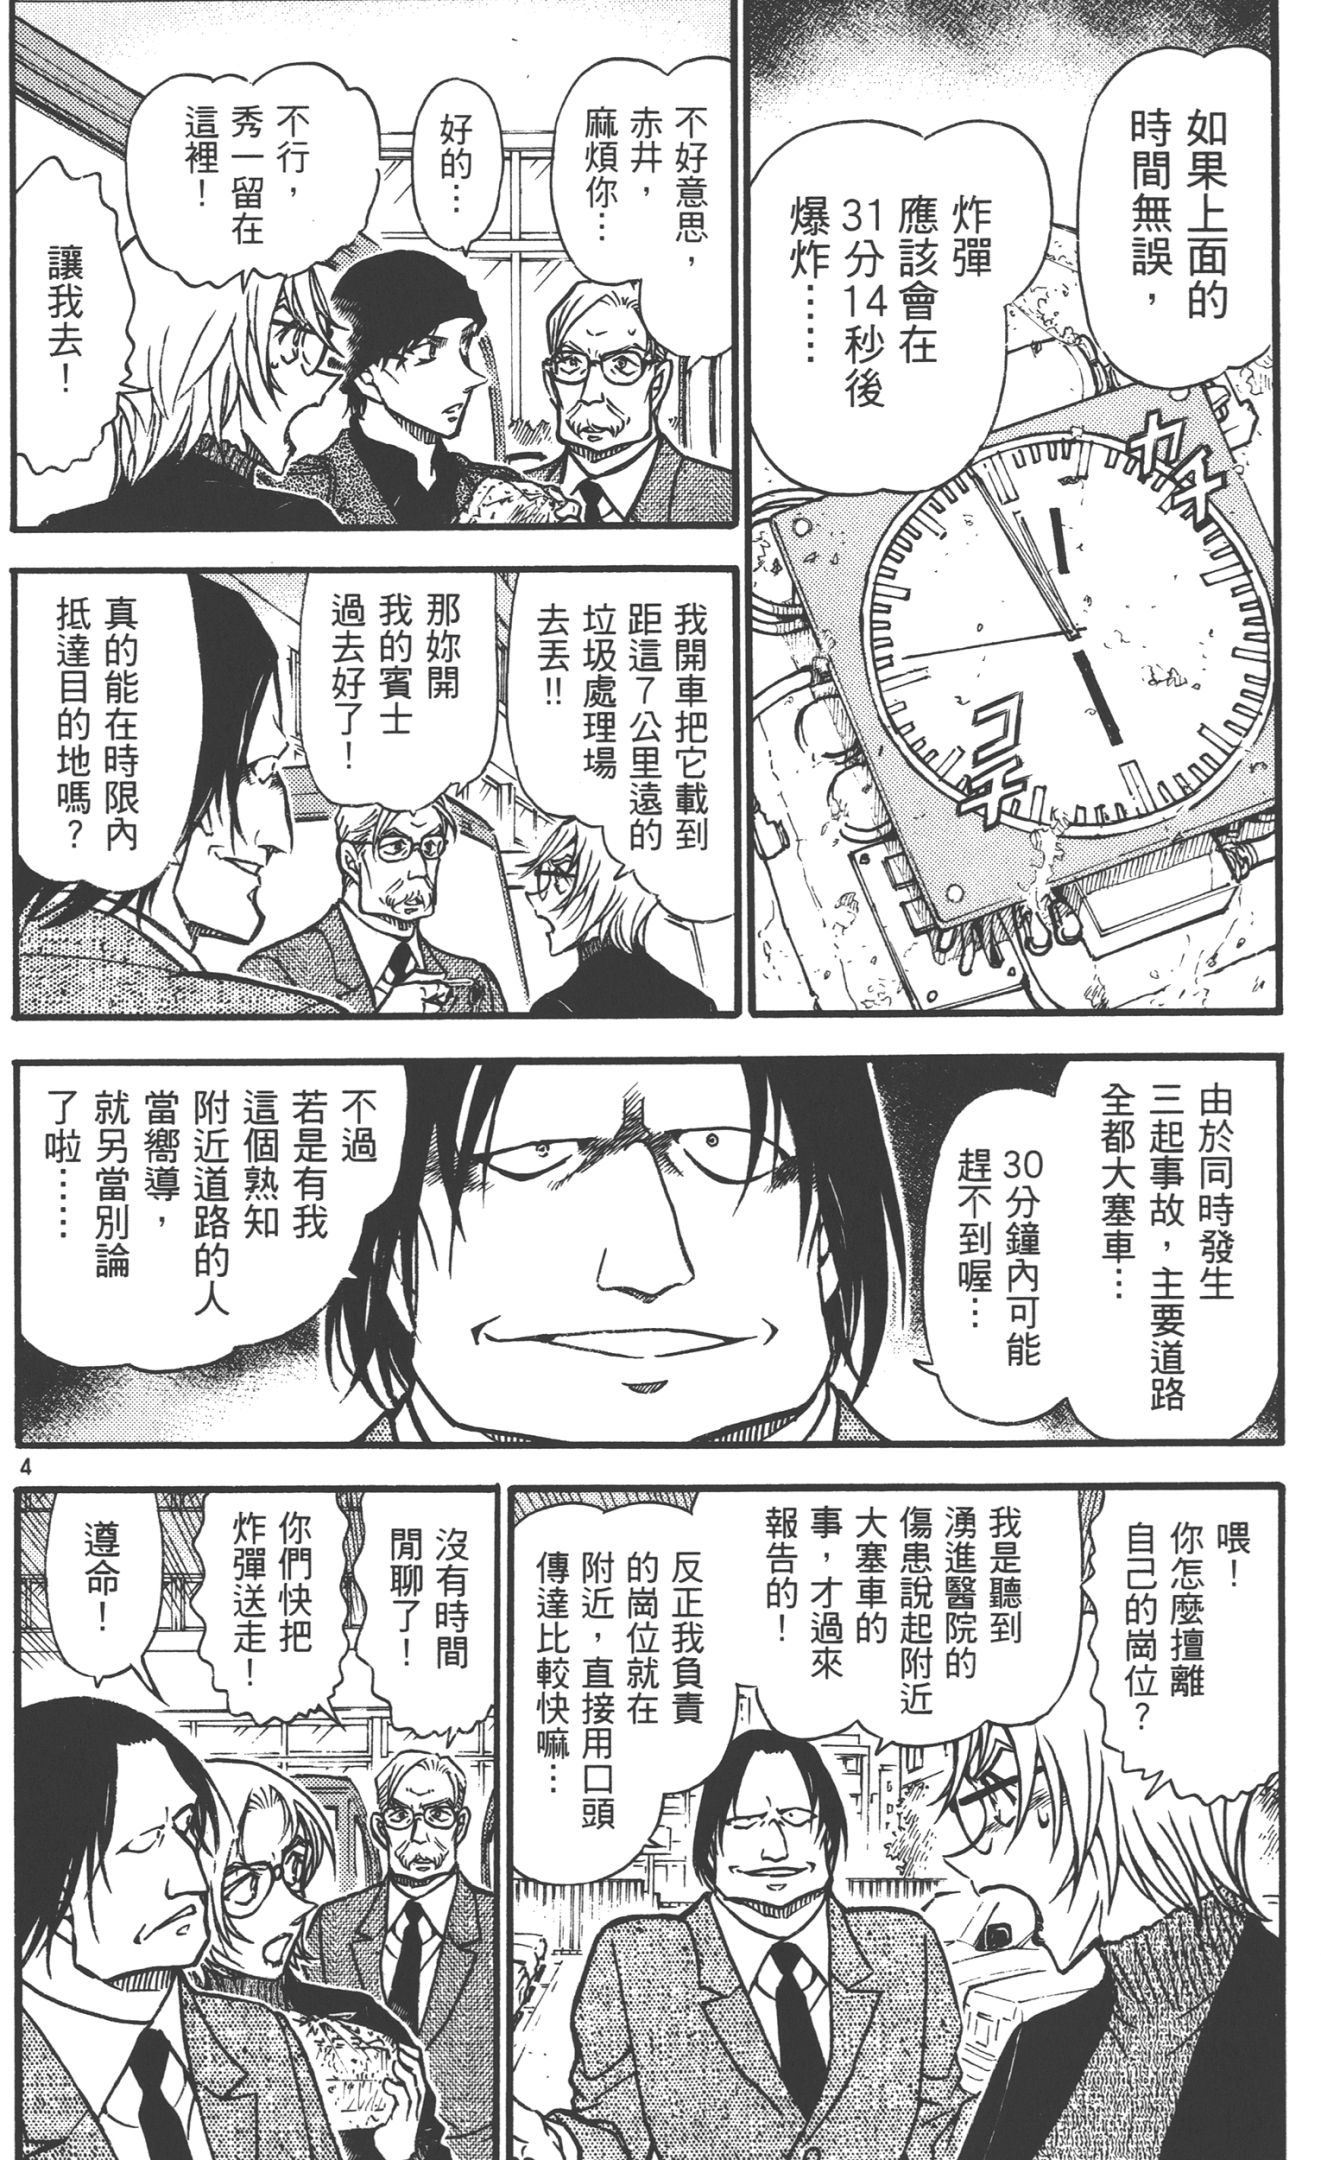 如果上面的
時間無誤，
炸彈
應該會在
31分14秒後
爆炸……
カチ
コチ
不好意思，
赤井，
麻煩你…
好的…
不行，
秀一留在
這裡！
讓我去！
我開車把它載到
距這7公里遠的
垃圾處理場
去丟!!
那妳開
我的賓士
過去好了！
真的能在時限內
抵達目的地嗎？
由於同時發生
三起事故，主要道路
全都大塞車…
30分鐘內可能
趕不到喔…
不過
若是有我
這個熟知
附近道路的人
當嚮導，
就另當別論
了啦……
4
喂！
你怎麼擅離
自己的崗位？
我是聽到
湧進醫院的
傷患說起附近
大塞車的
事，才過來
報告的！
反正我負責
的崗位就在
附近，直接用口頭
傳達比較快嘛…
沒有時間
閒聊了！
你們快把
炸彈送走！
遵命！